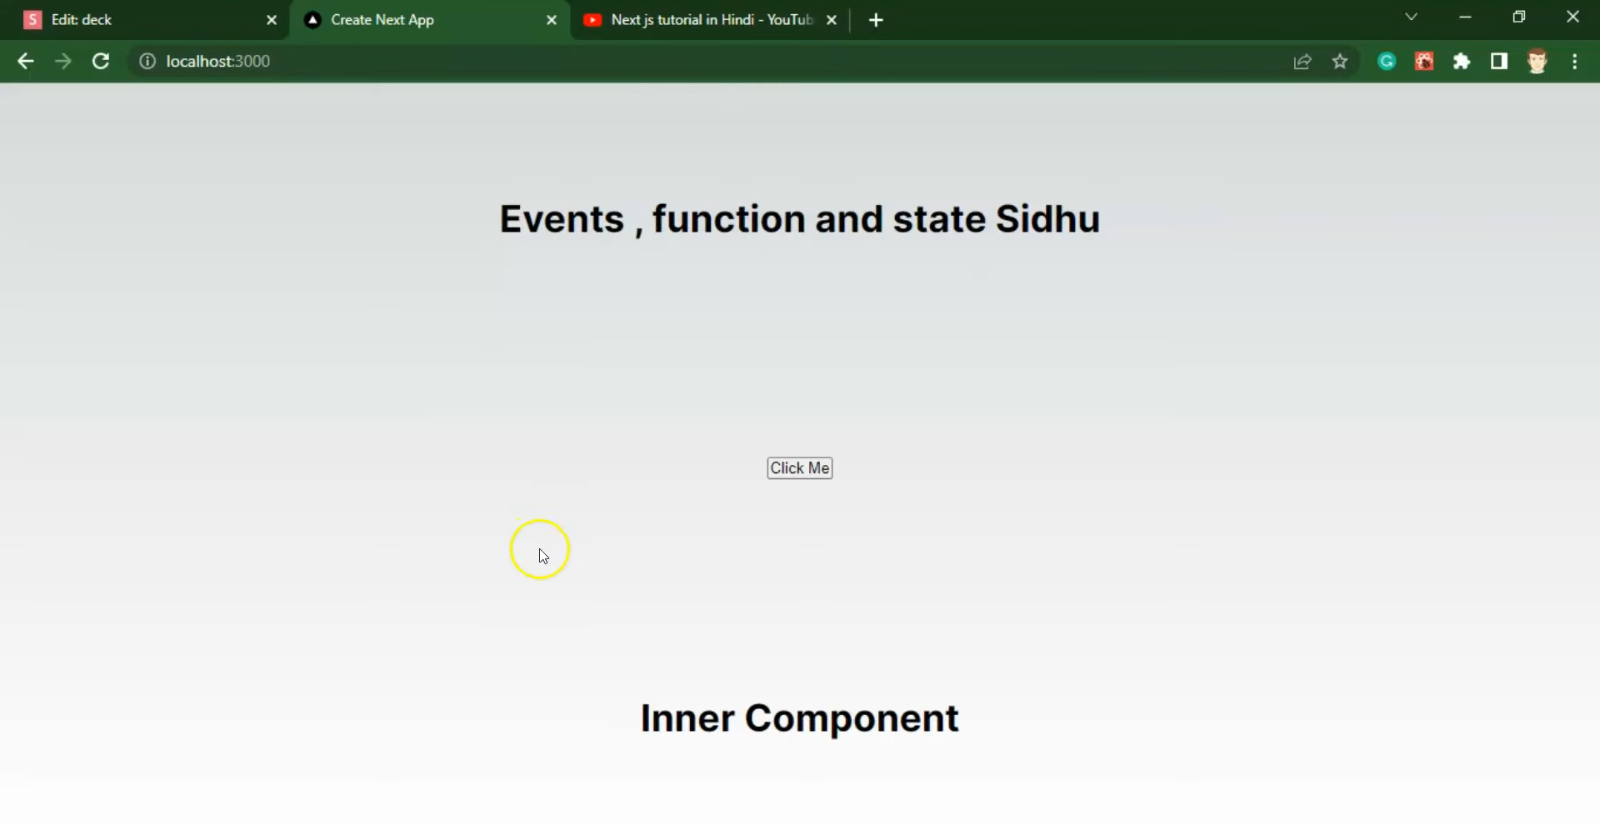 Edit: deck
Create Next App
Next js tutorial in Hindi - YouTub
localhost:3000
Events , function and state Sidhu
Click Me
Inner Component